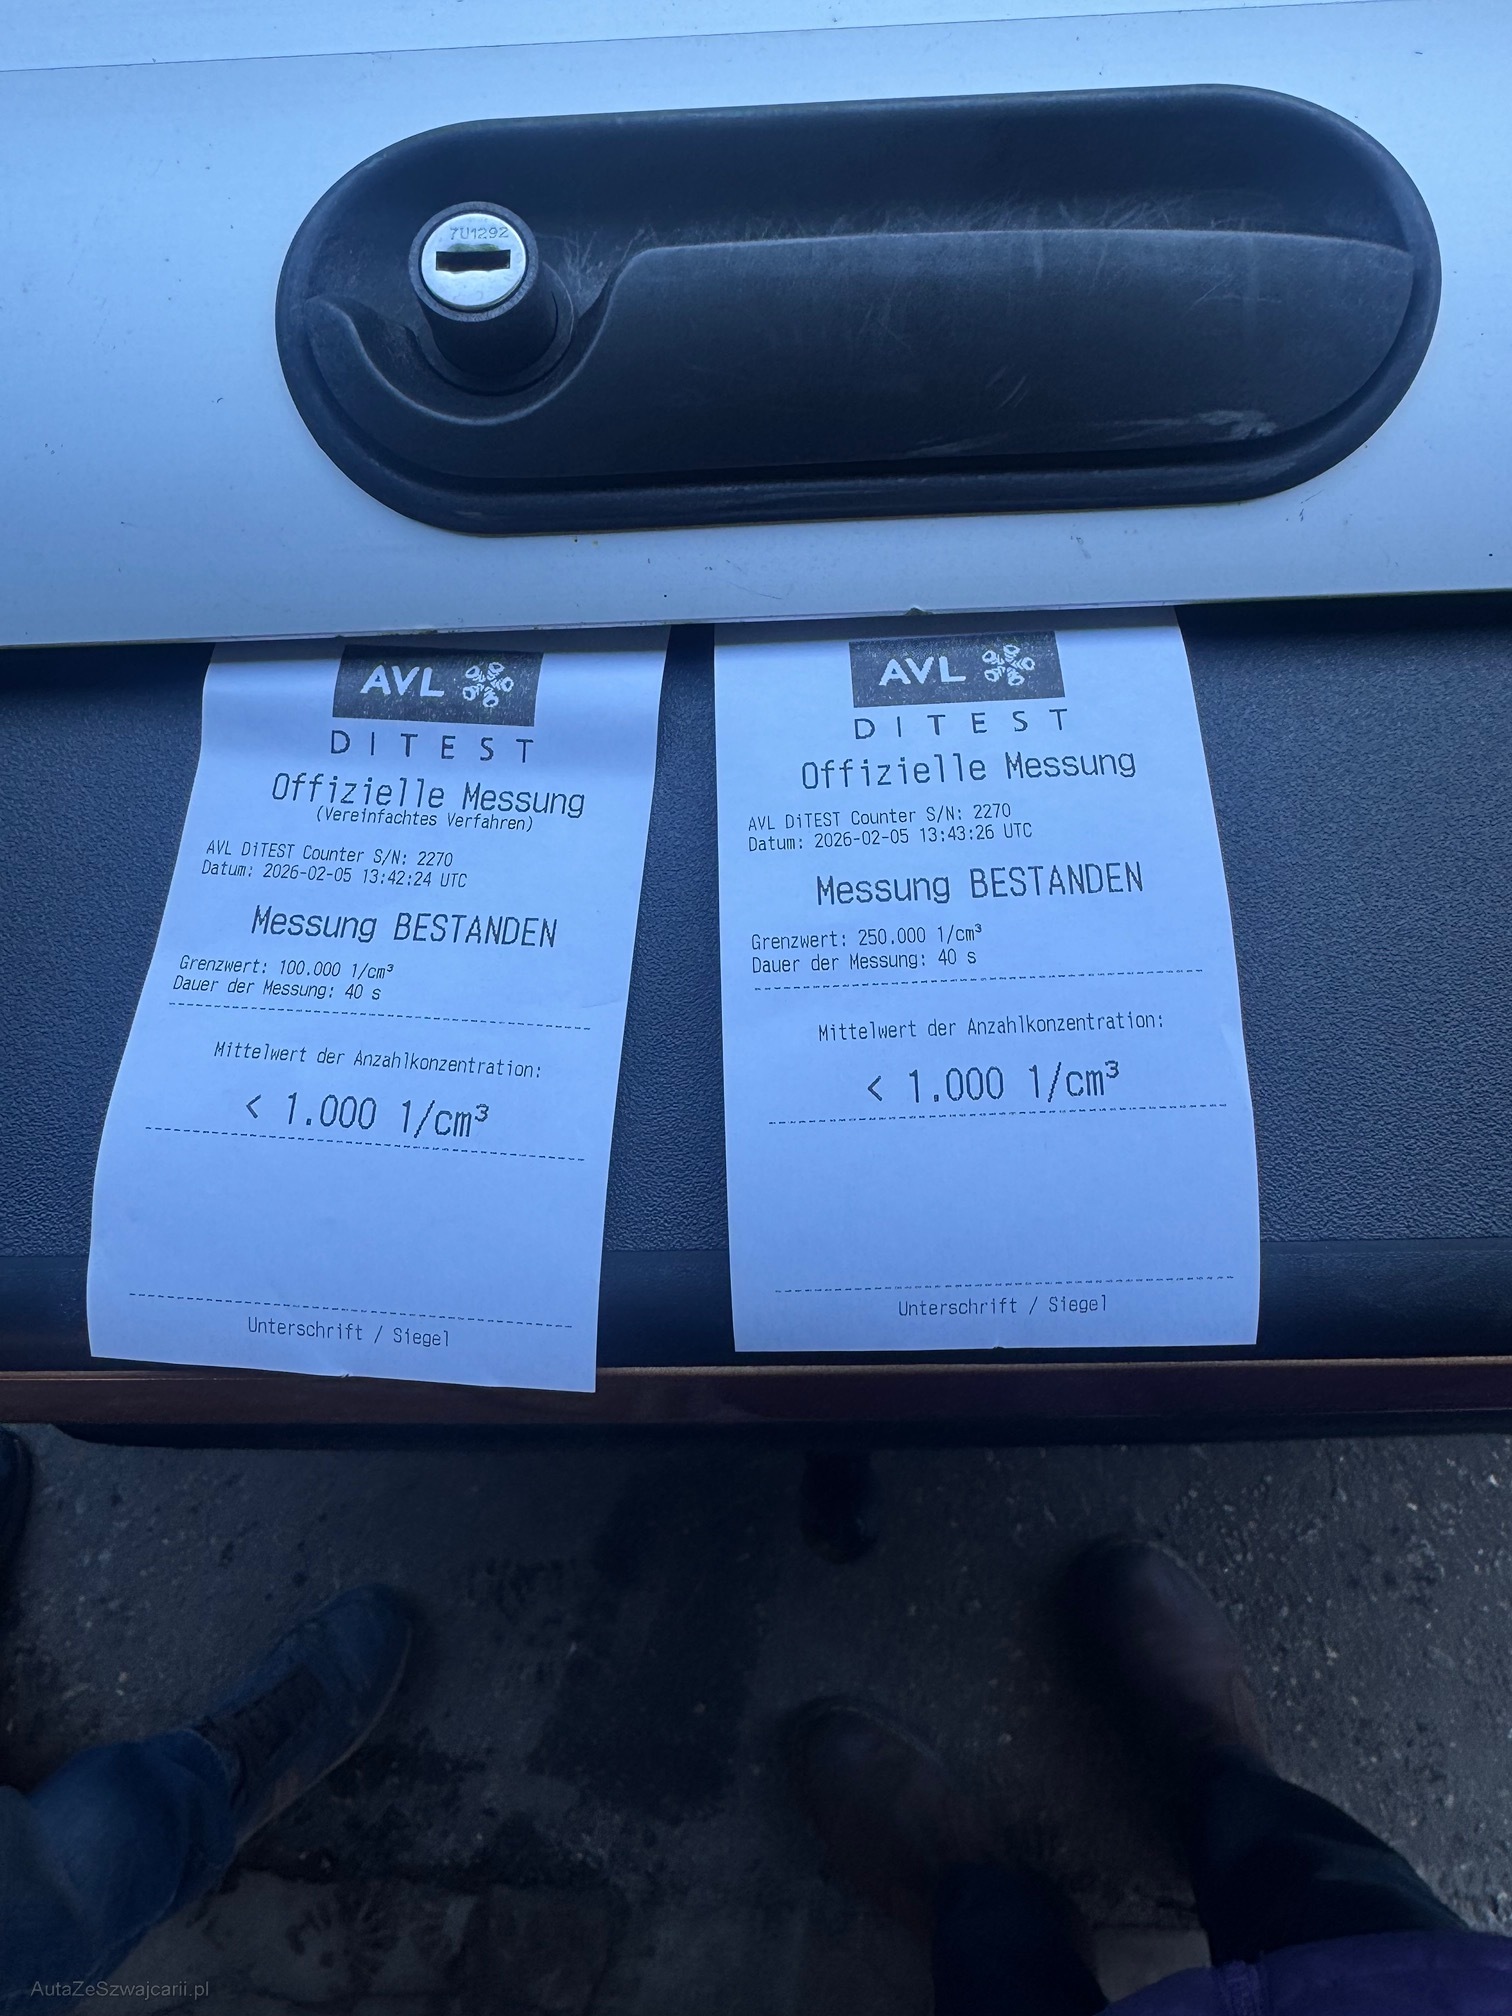 7U1292
AVL
DITEST
Offizielle Messung
(Vereinfachtes Verfahren)
AVL DiTEST Counter S/N: 2270
Datum: 2026-02-05 13:42:24 UTC
Messung BESTANDEN
Grenzwert: 100.000 1/cm³
Dauer der Messung: 40 s
Mittelwert der Anzahlkonzentration:
< 1.000 1/cm³
Unterschrift / Siegel
AVL
DITEST
Offizielle Messung
AVL DiTEST Counter S/N: 2270
Datum: 2026-02-05 13:43:26 UTC
Messung BESTANDEN
Grenzwert: 250.000 1/cm³
Dauer der Messung: 40 s
Mittelwert der Anzahlkonzentration:
< 1.000 1/cm³
Unterschrift / Siegel
AutaZeSzwajcarii.pl